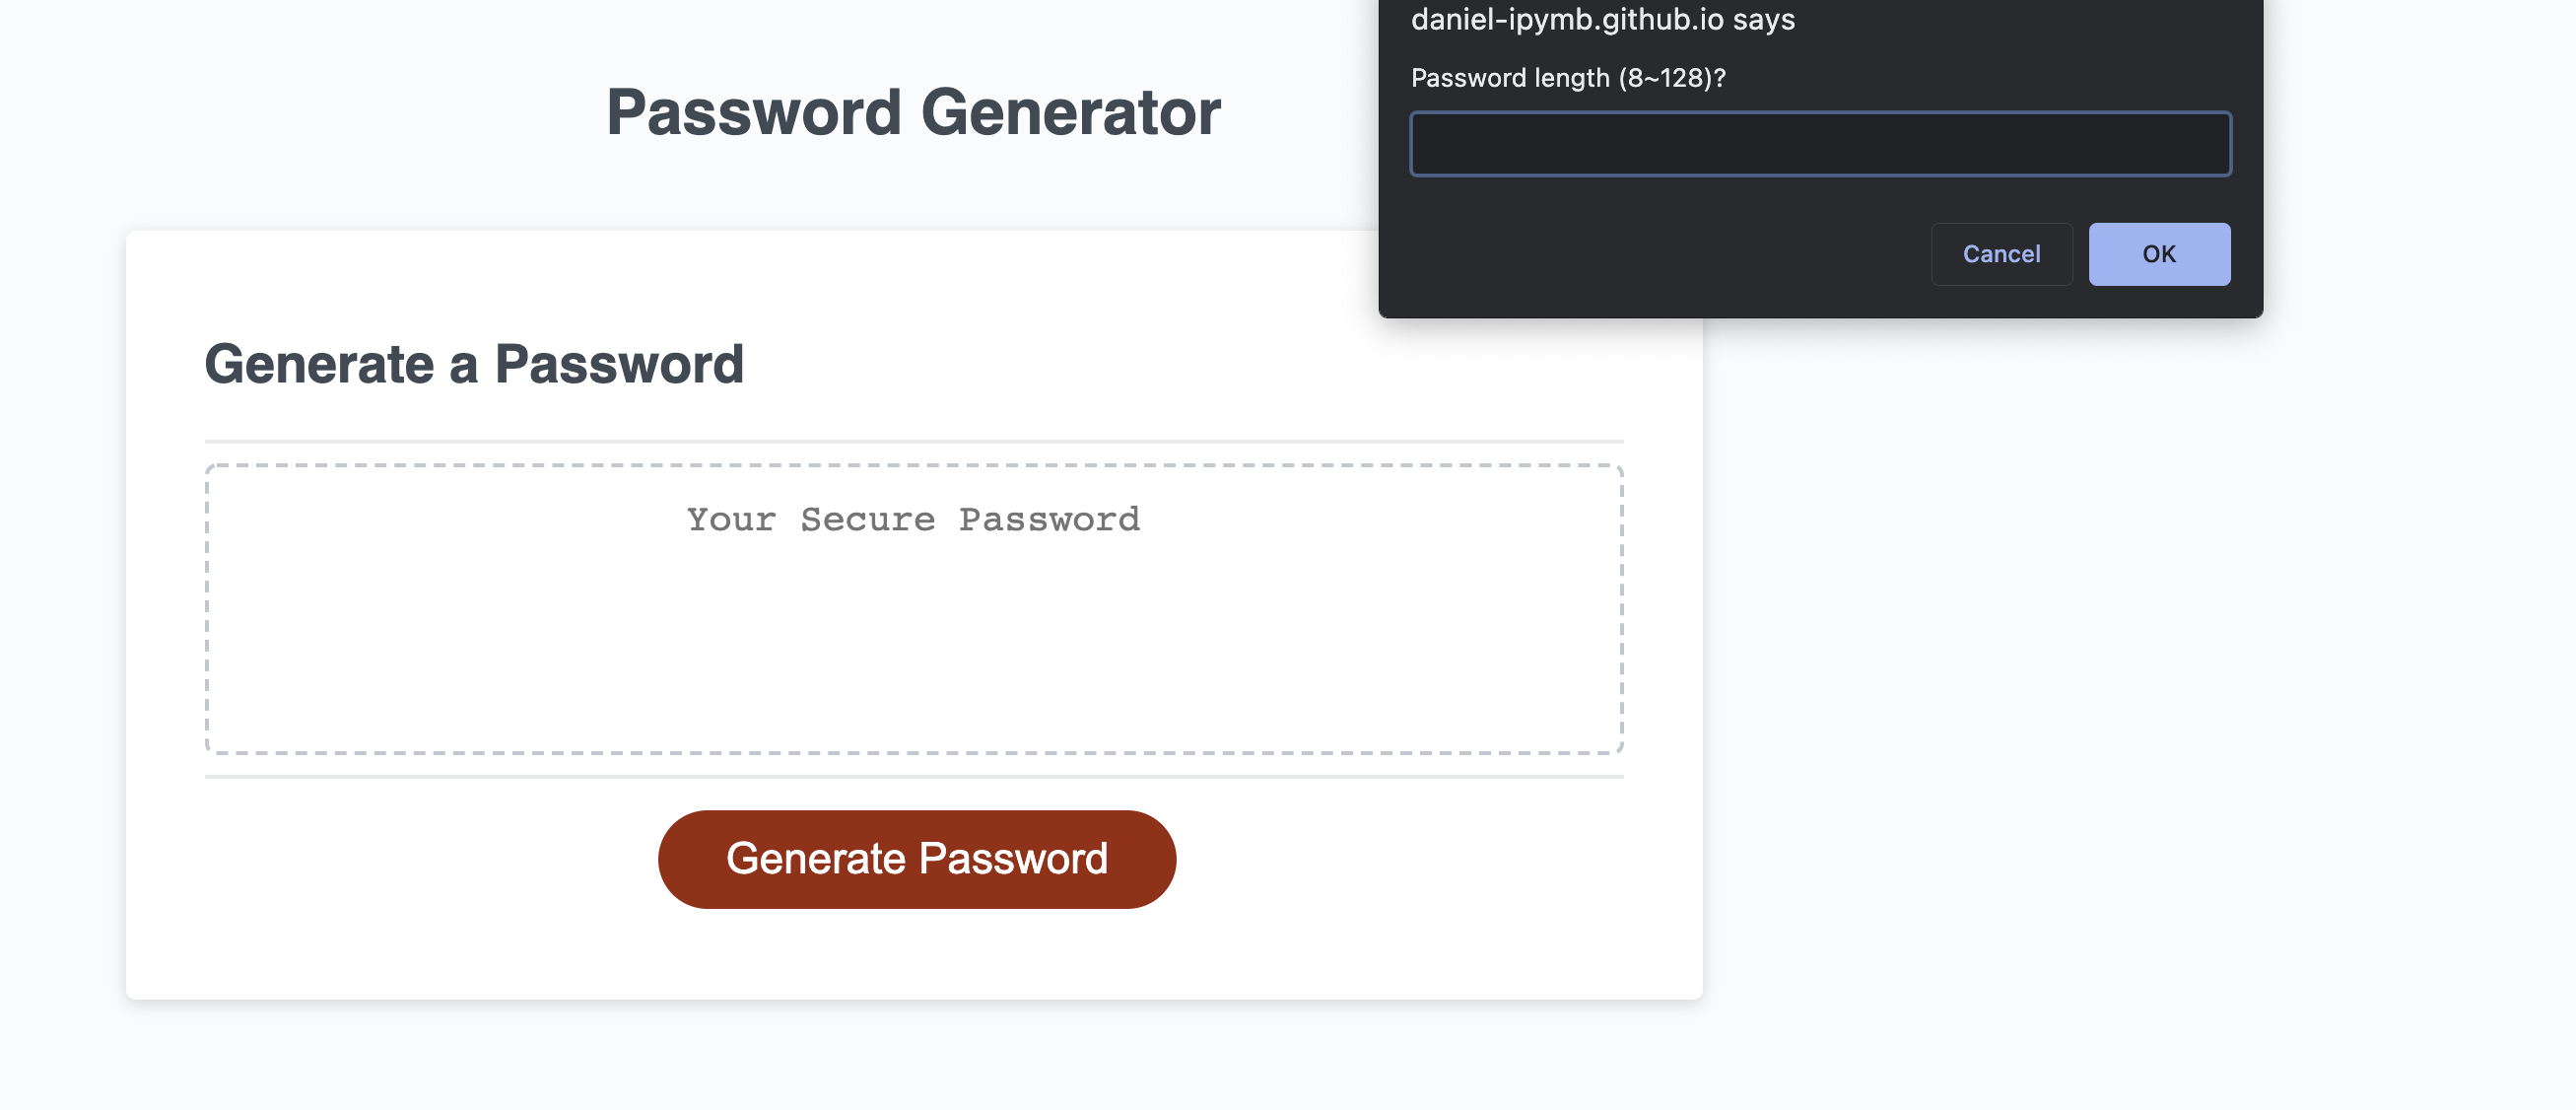 daniel-ipymb.github.io says
Password length (8~128)?
Cancel
OK
Password Generator
Generate a Password
Your Secure Password
Generate Password